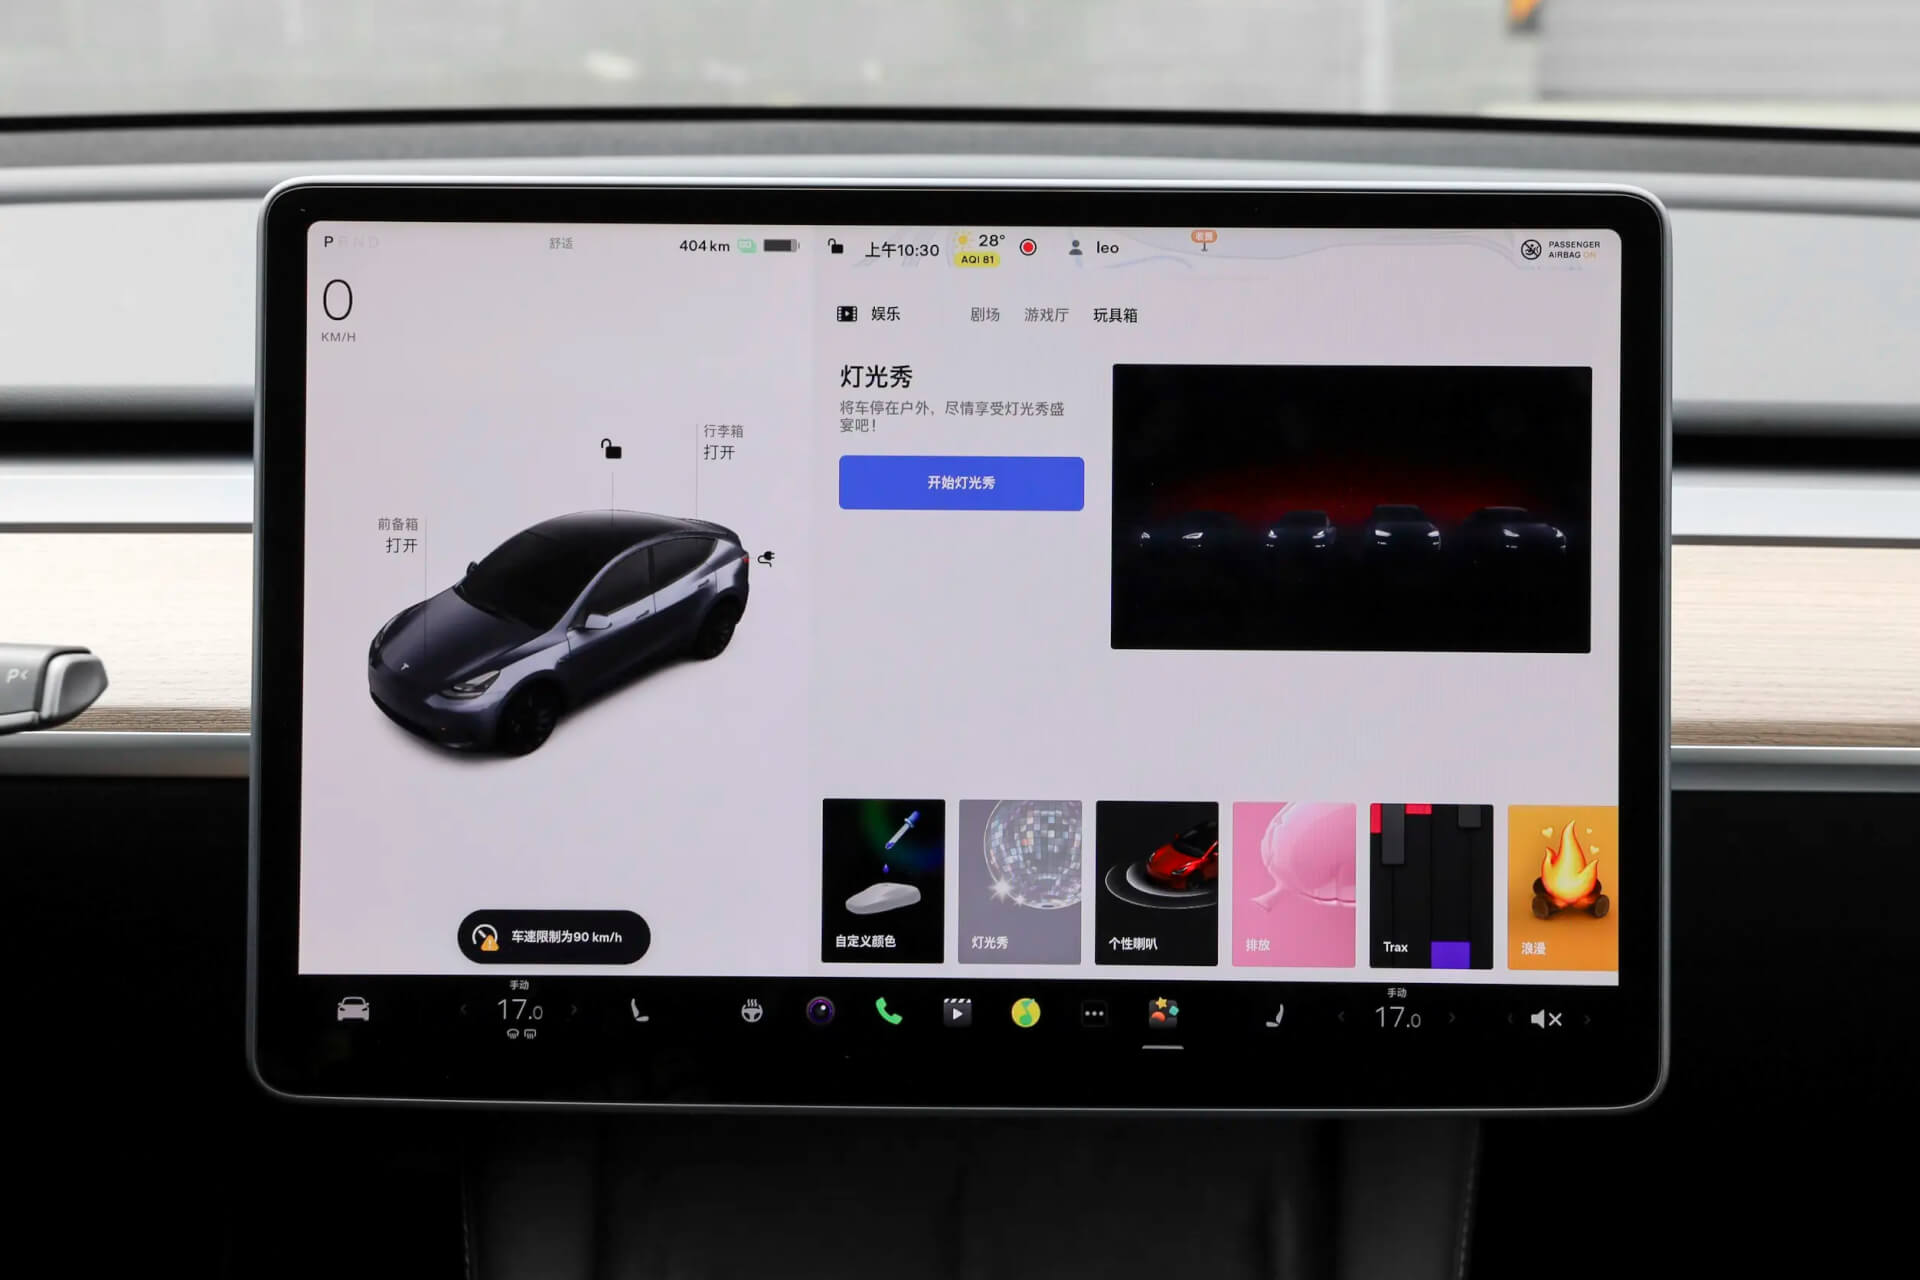 P R N D
舒适
404 km
上午10:30
28°
AQI 81
leo
PASSENGER
AIRBAG ON
0
KM/H
娱乐
剧场
游戏厅
玩具箱
灯光秀
将车停在户外，尽情享受灯光秀盛
宴吧！
开始灯光秀
行李箱
打开
前备箱
打开
P<
自定义颜色
灯光秀
个性喇叭
排放
Trax
浪漫
车速限制为90 km/h
手动
17.0
手动
17.0